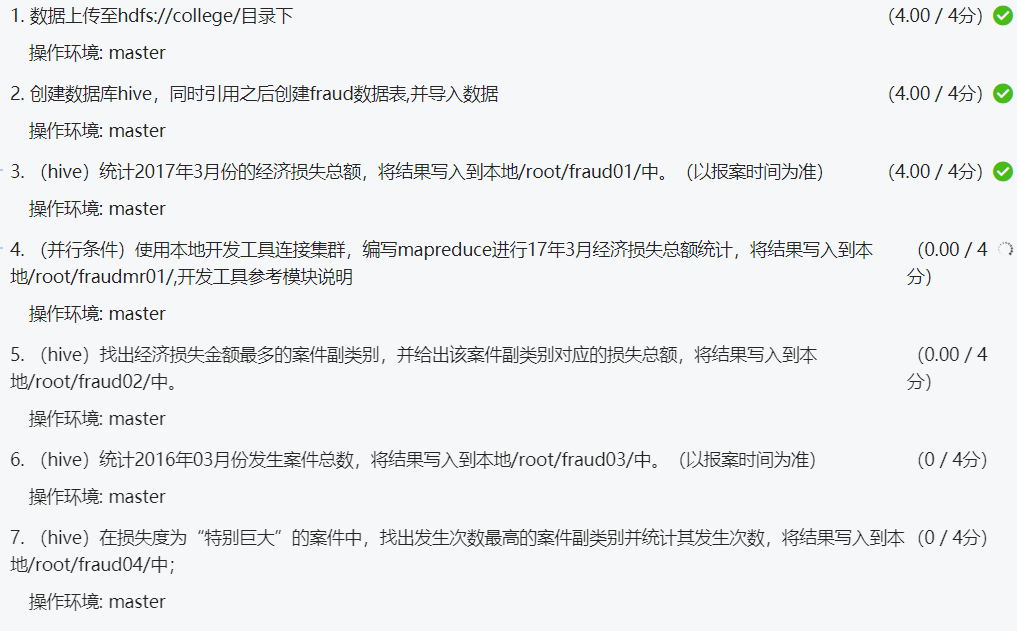 1. 数据上传至hdfs://college/目录下 (4.00 / 4分)
操作环境: master
2. 创建数据库hive，同时引用之后创建fraud数据表,并导入数据 (4.00 / 4分)
操作环境: master
3. （hive）统计2017年3月份的经济损失总额，将结果写入到本地/root/fraud01/中。（以报案时间为准） (4.00 / 4分)
操作环境: master
4. （并行条件）使用本地开发工具连接集群，编写mapreduce进行17年3月经济损失总额统计，将结果写入到本 (0.00 / 4
地/root/fraudmr01/,开发工具参考模块说明 分)
操作环境: master
5. （hive）找出经济损失金额最多的案件副类别，并给出该案件副类别对应的损失总额，将结果写入到本 (0.00 / 4
地/root/fraud02/中。 分)
操作环境: master
6. （hive）统计2016年03月份发生案件总数，将结果写入到本地/root/fraud03/中。（以报案时间为准） (0 / 4分)
操作环境: master
7. （hive）在损失度为“特别巨大”的案件中，找出发生次数最高的案件副类别并统计其发生次数，将结果写入到本 (0 / 4分)
地/root/fraud04/中；
操作环境: master